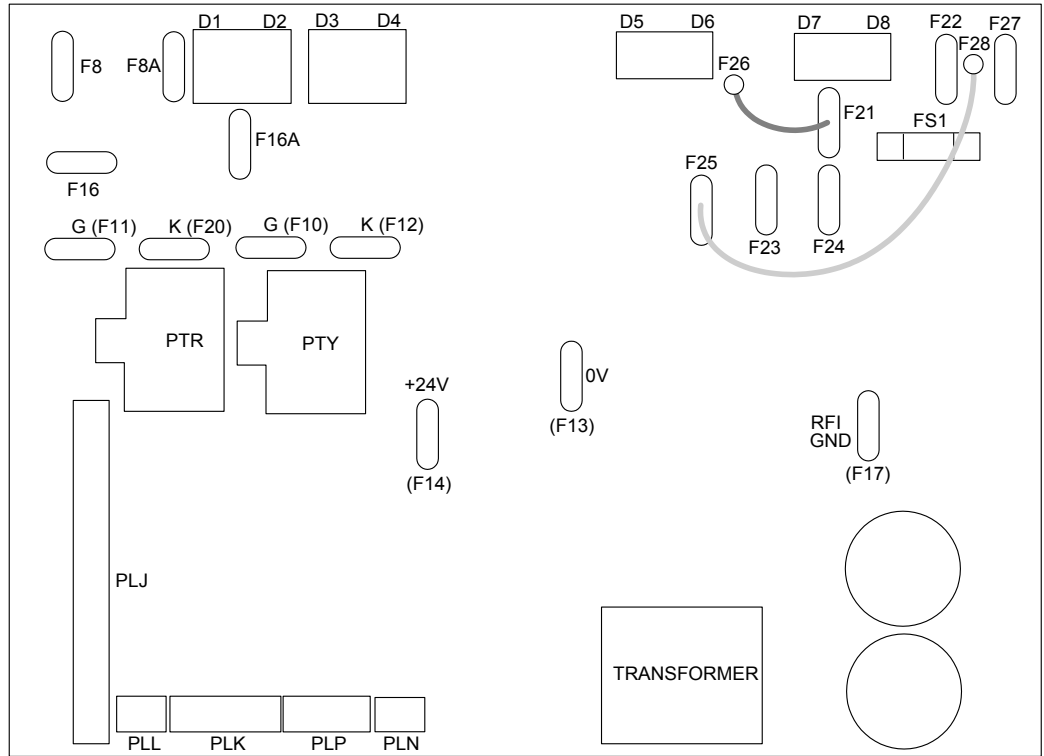 D1 D2 D3 D4
D5 D6
D7 D8
F22
F28
F27
F8
F8A
F26
F21
FS1
F16A
F16
F25
F23
F24
G (F11)
K (F20)
G (F10)
K (F12)
PTR
PTY
+24V
(F14)
0V
(F13)
RFI
GND
(F17)
PLJ
TRANSFORMER
PLL
PLK
PLP
PLN